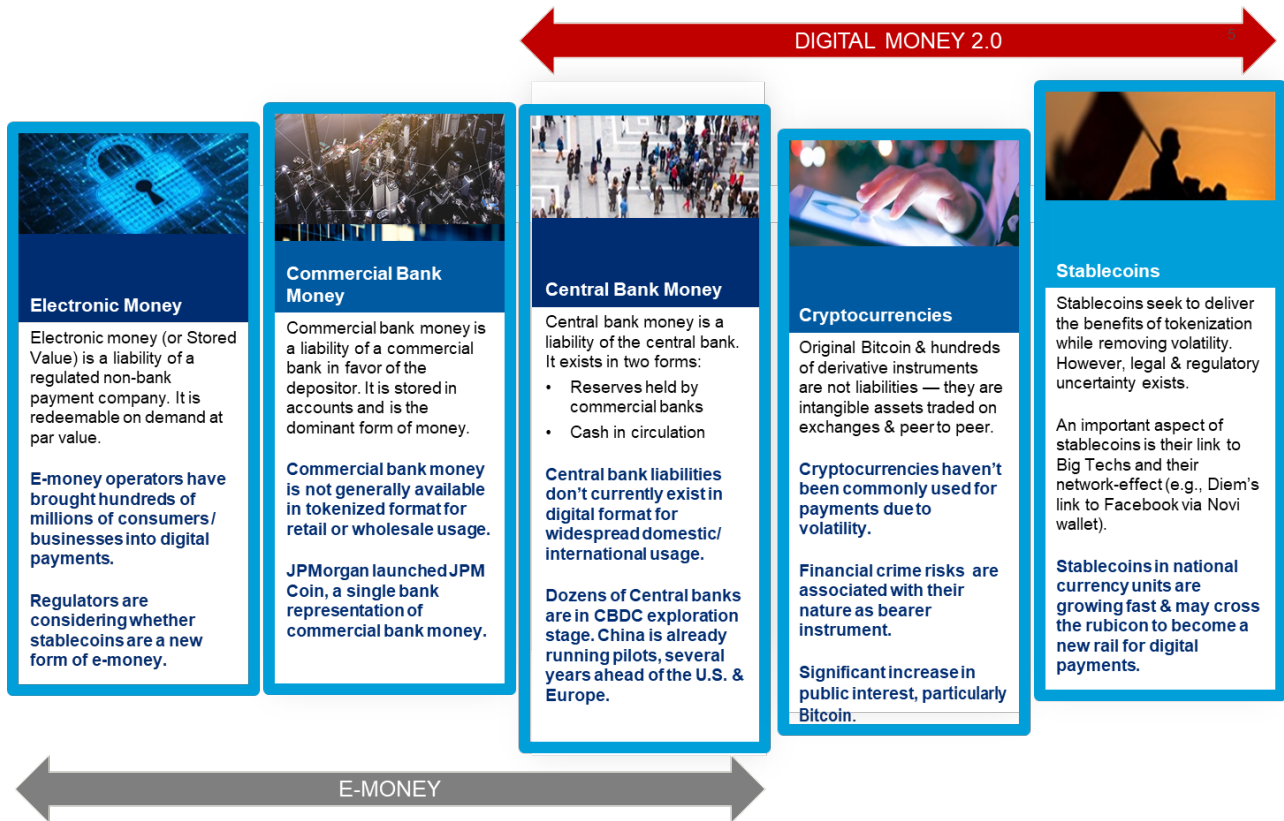 DIGITAL MONEY 2.0
5
Electronic Money
Electronic money (or Stored
Value) is a liability of a
regulated non-bank
payment company. It is
redeemable on demand at
par value.
E-money operators have
brought hundreds of
millions of consumers/
businesses into digital
payments.
Regulators are
considering whether
stablecoins are a new
form of e-money.
Commercial Bank
Money
Commercial bank money is
a liability of a commercial
bank in favor of the
depositor. It is stored in
accounts and is the
dominant form of money.
Commercial bank money
is not generally available
in tokenized format for
retail or wholesale usage.
JPMorgan launched JPM
Coin, a single bank
representation of
commercial bank money.
Central Bank Money
Central bank money is a
liability of the central bank.
It exists in two forms:
• Reserves held by
commercial banks
• Cash in circulation
Central bank liabilities
don’t currently exist in
digital format for
widespread domestic/
international usage.
Dozens of Central banks
are in CBDC exploration
stage. China is already
running pilots, several
years ahead of the U.S. &
Europe.
Cryptocurrencies
Original Bitcoin & hundreds
of derivative instruments
are not liabilities — they are
intangible assets traded on
exchanges & peer to peer.
Cryptocurrencies haven’t
been commonly used for
payments due to
volatility.
Financial crime risks are
associated with their
nature as bearer
instrument.
Significant increase in
public interest, particularly
Bitcoin.
Stablecoins
Stablecoins seek to deliver
the benefits of tokenization
while removing volatility.
However, legal & regulatory
uncertainty exists.
An important aspect of
stablecoins is their link to
Big Techs and their
network-effect (e.g., Diem’s
link to Facebook via Novi
wallet).
Stablecoins in national
currency units are
growing fast & may cross
the rubicon to become a
new rail for digital
payments.
E-MONEY